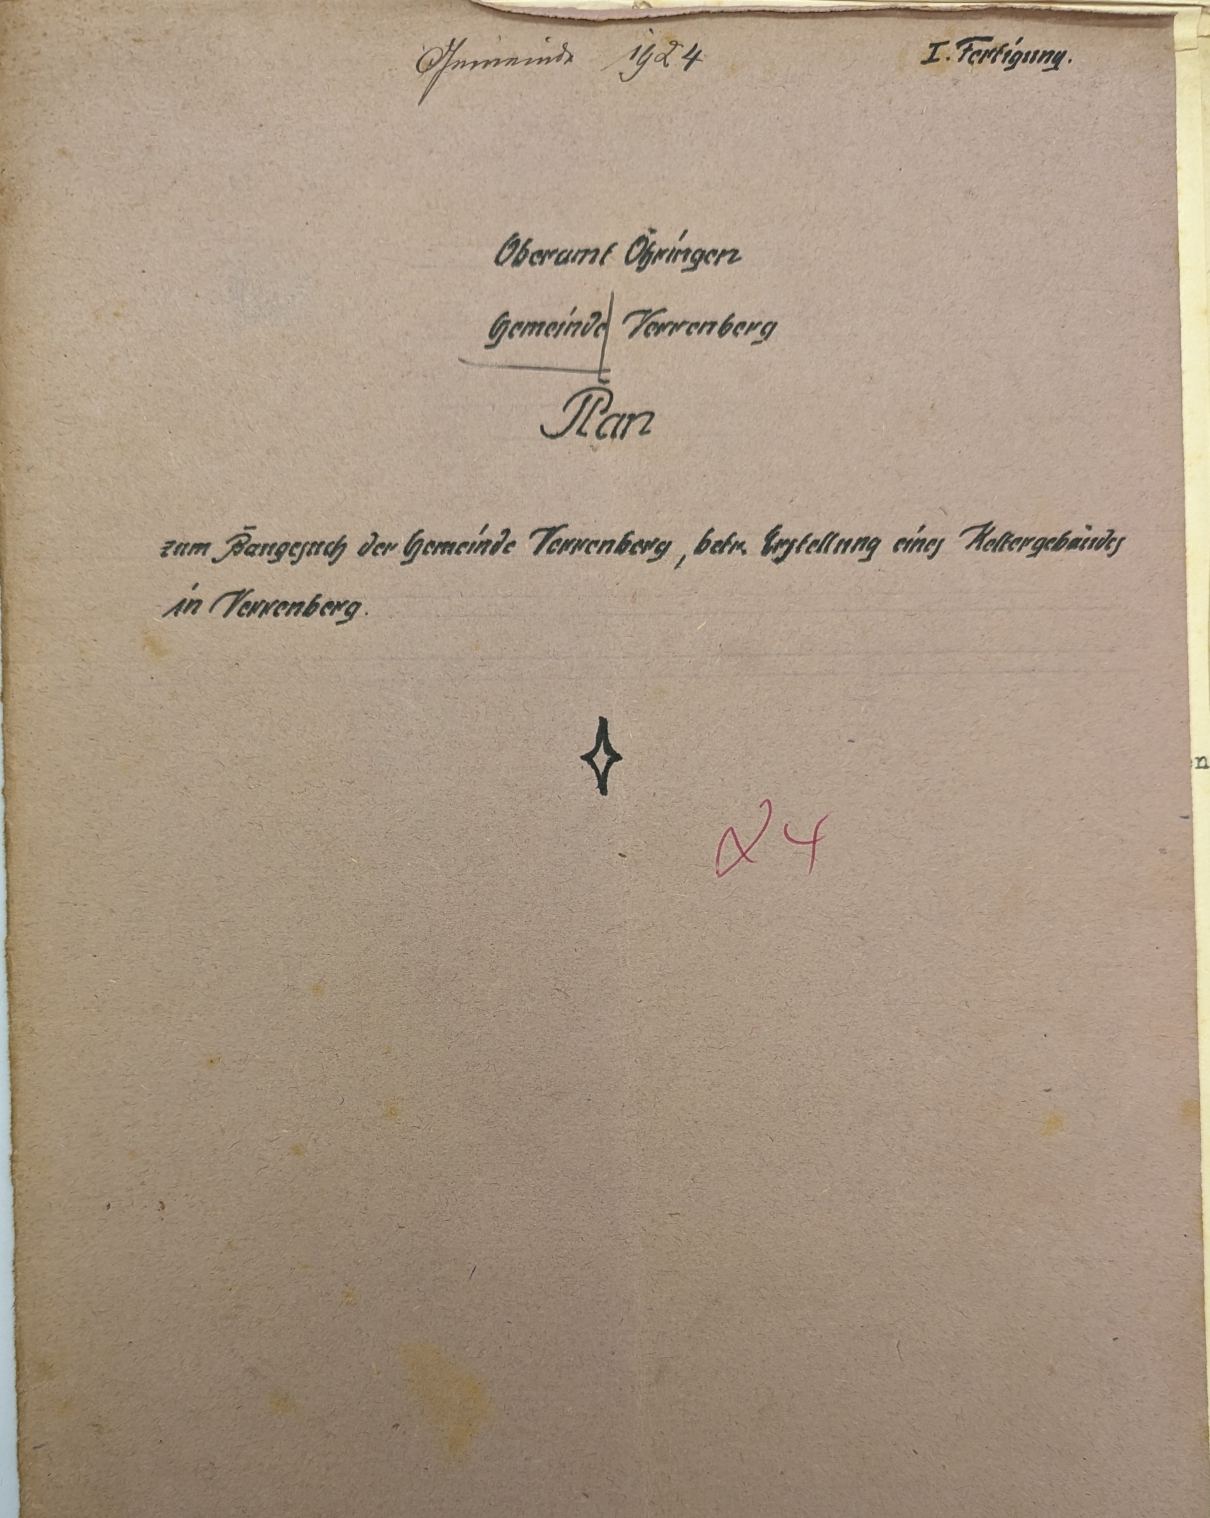 Gemeinde 1924
I. Fertigung.
Oberamt Öhringen
Gemeinde Verrenberg
Plan
zum Baugesuch der Gemeinde Verrenberg, betr. Erstellung eines Keltergebäudes
in Verrenberg.
24
n